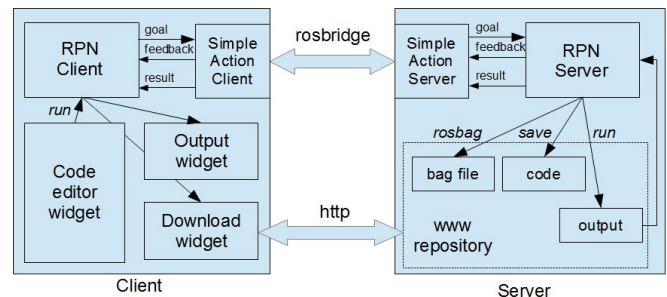 RPN
Client
goal
feedback
result
Simple
Action
Client
run
Code
editor
widget
Output
widget
Download
widget
Client
rosbridge
http
Simple
Action
Server
goal
feedback
result
RPN
Server
rosbag
save
run
bag file
code
output
www
repository
Server